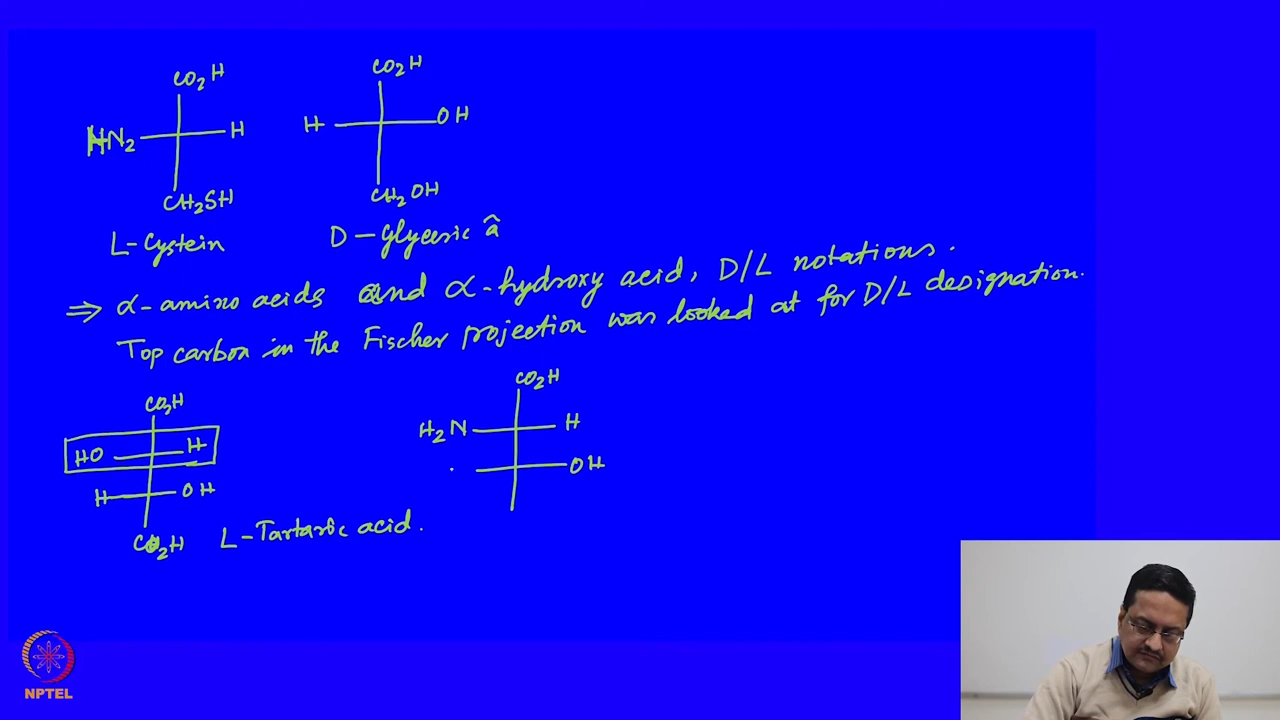 CO2H CO2H
HN2 H H OH
CH2SH CH2OH
L-Cystein D-glyceric â
⇒ α-amino acids and α-hydroxy acid, D/L notations.
Top carbon in the Fischer projection was looked at for D/L designation.
CO2H CO2H
HO H H2N H
H OH OH
CO2H L-Tartaric acid.
NPTEL